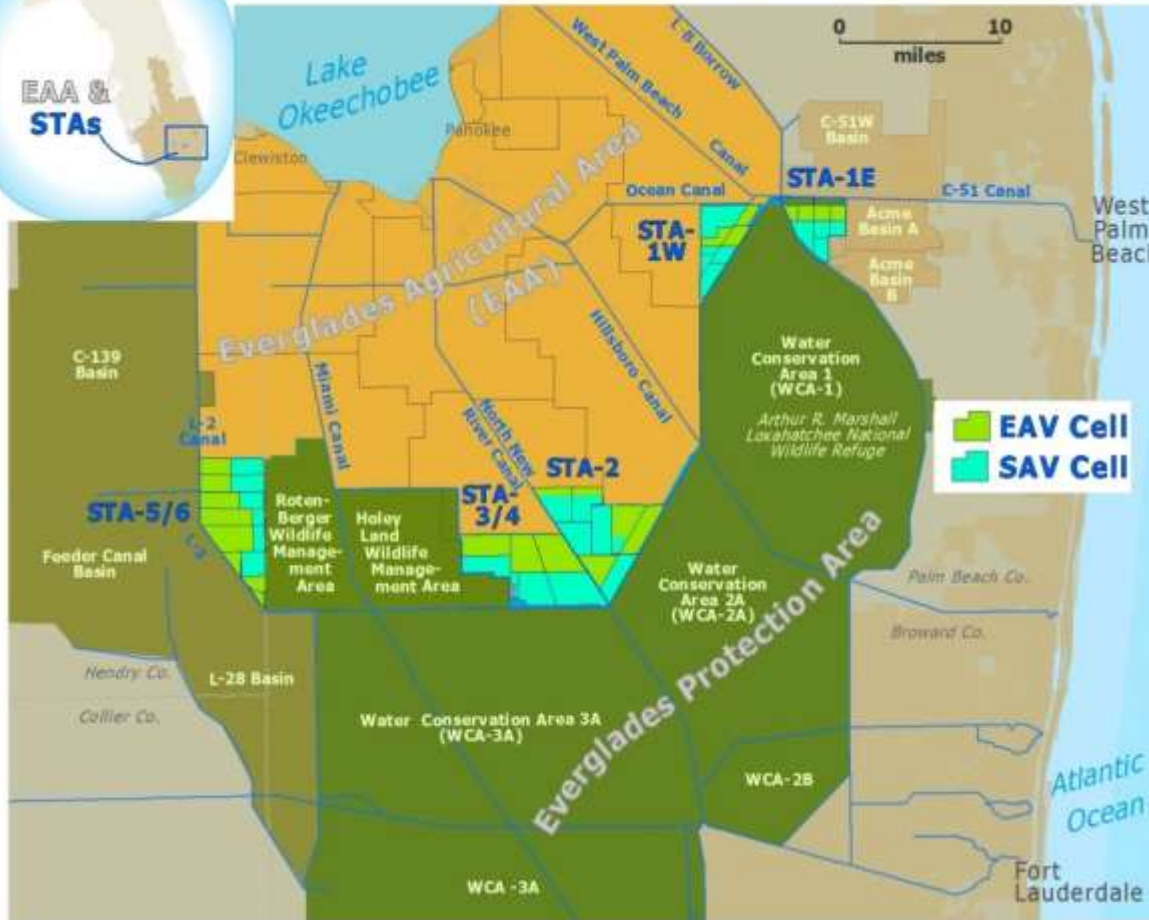 EAA &
STAs
Lake
Okeechobee
Clewiston
Pahokee
L-8 Borrow
West Palm Beach
Canal
0 10
miles
C-51W
Basin
STA-1E
Ocean Canal
C-51 Canal
West
Palm
Beach
STA-
1W
Acme
Basin A
Acme
Basin
B
Everglades Agricultural Area
(EAA)
C-139
Basin
Miami Canal
Hillsboro Canal
North New
River Canal
Water
Conservation
Area 1
(WCA-1)
Arthur R. Marshall
Loxahatchee National
Wildlife Refuge
EAV Cell
SAV Cell
L-2
Canal
STA-2
STA-
3/4
STA-5/6
L-3
Roten-
Berger
Wildlife
Manage-
ment
Area
Holey
Land
Wildlife
Manage-
ment Area
Feeder Canal
Basin
Water
Conservation
Area 2A
(WCA-2A)
Palm Beach Co.
Broward Co.
Everglades Protection Area
Hendry Co.
Collier Co.
L-28 Basin
Water Conservation Area 3A
(WCA-3A)
WCA-2B
Atlantic
Ocean
WCA -3A
Fort
Lauderdale